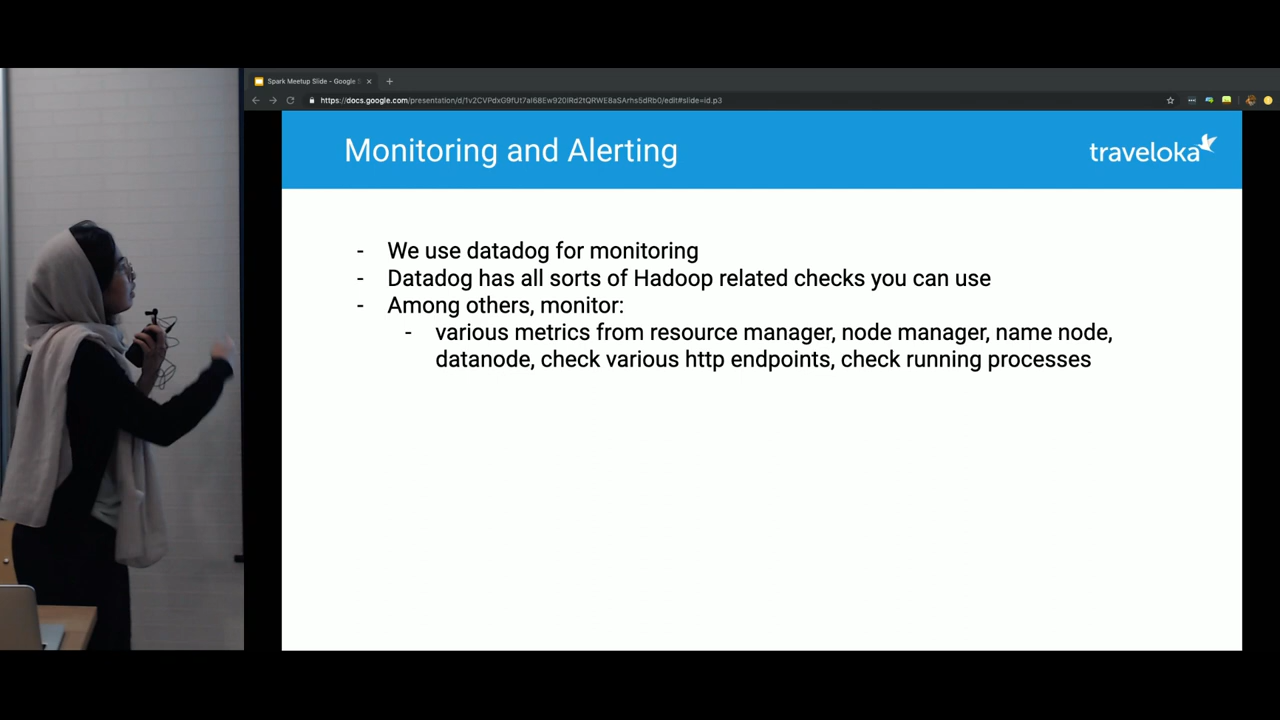 Spark Meetup Slide - Google S
https://docs.google.com/presentation/d/1v2CVPdxG9fUt7aI68Ew920lRd2tQRWE8aSArhs5dRb0/edit#slide=id.p3
Monitoring and Alerting
traveloka
- We use datadog for monitoring
- Datadog has all sorts of Hadoop related checks you can use
- Among others, monitor:
- various metrics from resource manager, node manager, name node,
datanode, check various http endpoints, check running processes